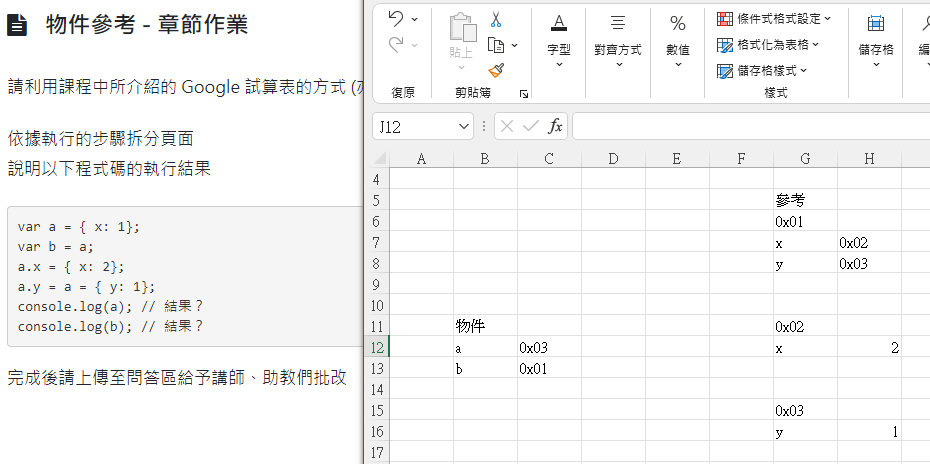 物件參考 - 章節作業
請利用課程中所介紹的 Google 試算表的方式
依據執行的步驟拆分頁面
說明以下程式碼的執行結果
var a = { x: 1};
var b = a;
a.x = { x: 2};
a.y = a = { y: 1};
console.log(a); // 結果？
console.log(b); // 結果？
完成後請上傳至問答區給予講師、助教們批改
復原
貼上
剪貼簿
A
字型
對齊方式
%
數值
條件式格式設定
格式化為表格
儲存格樣式
樣式
儲存格
J12
fx
A B C D E F G H
4
5 參考
6 0x01
7 x 0x02
8 y 0x03
9
10
11 物件 0x02
12 a 0x03 x 2
13 b 0x01
14
15 0x03
16 y 1
17